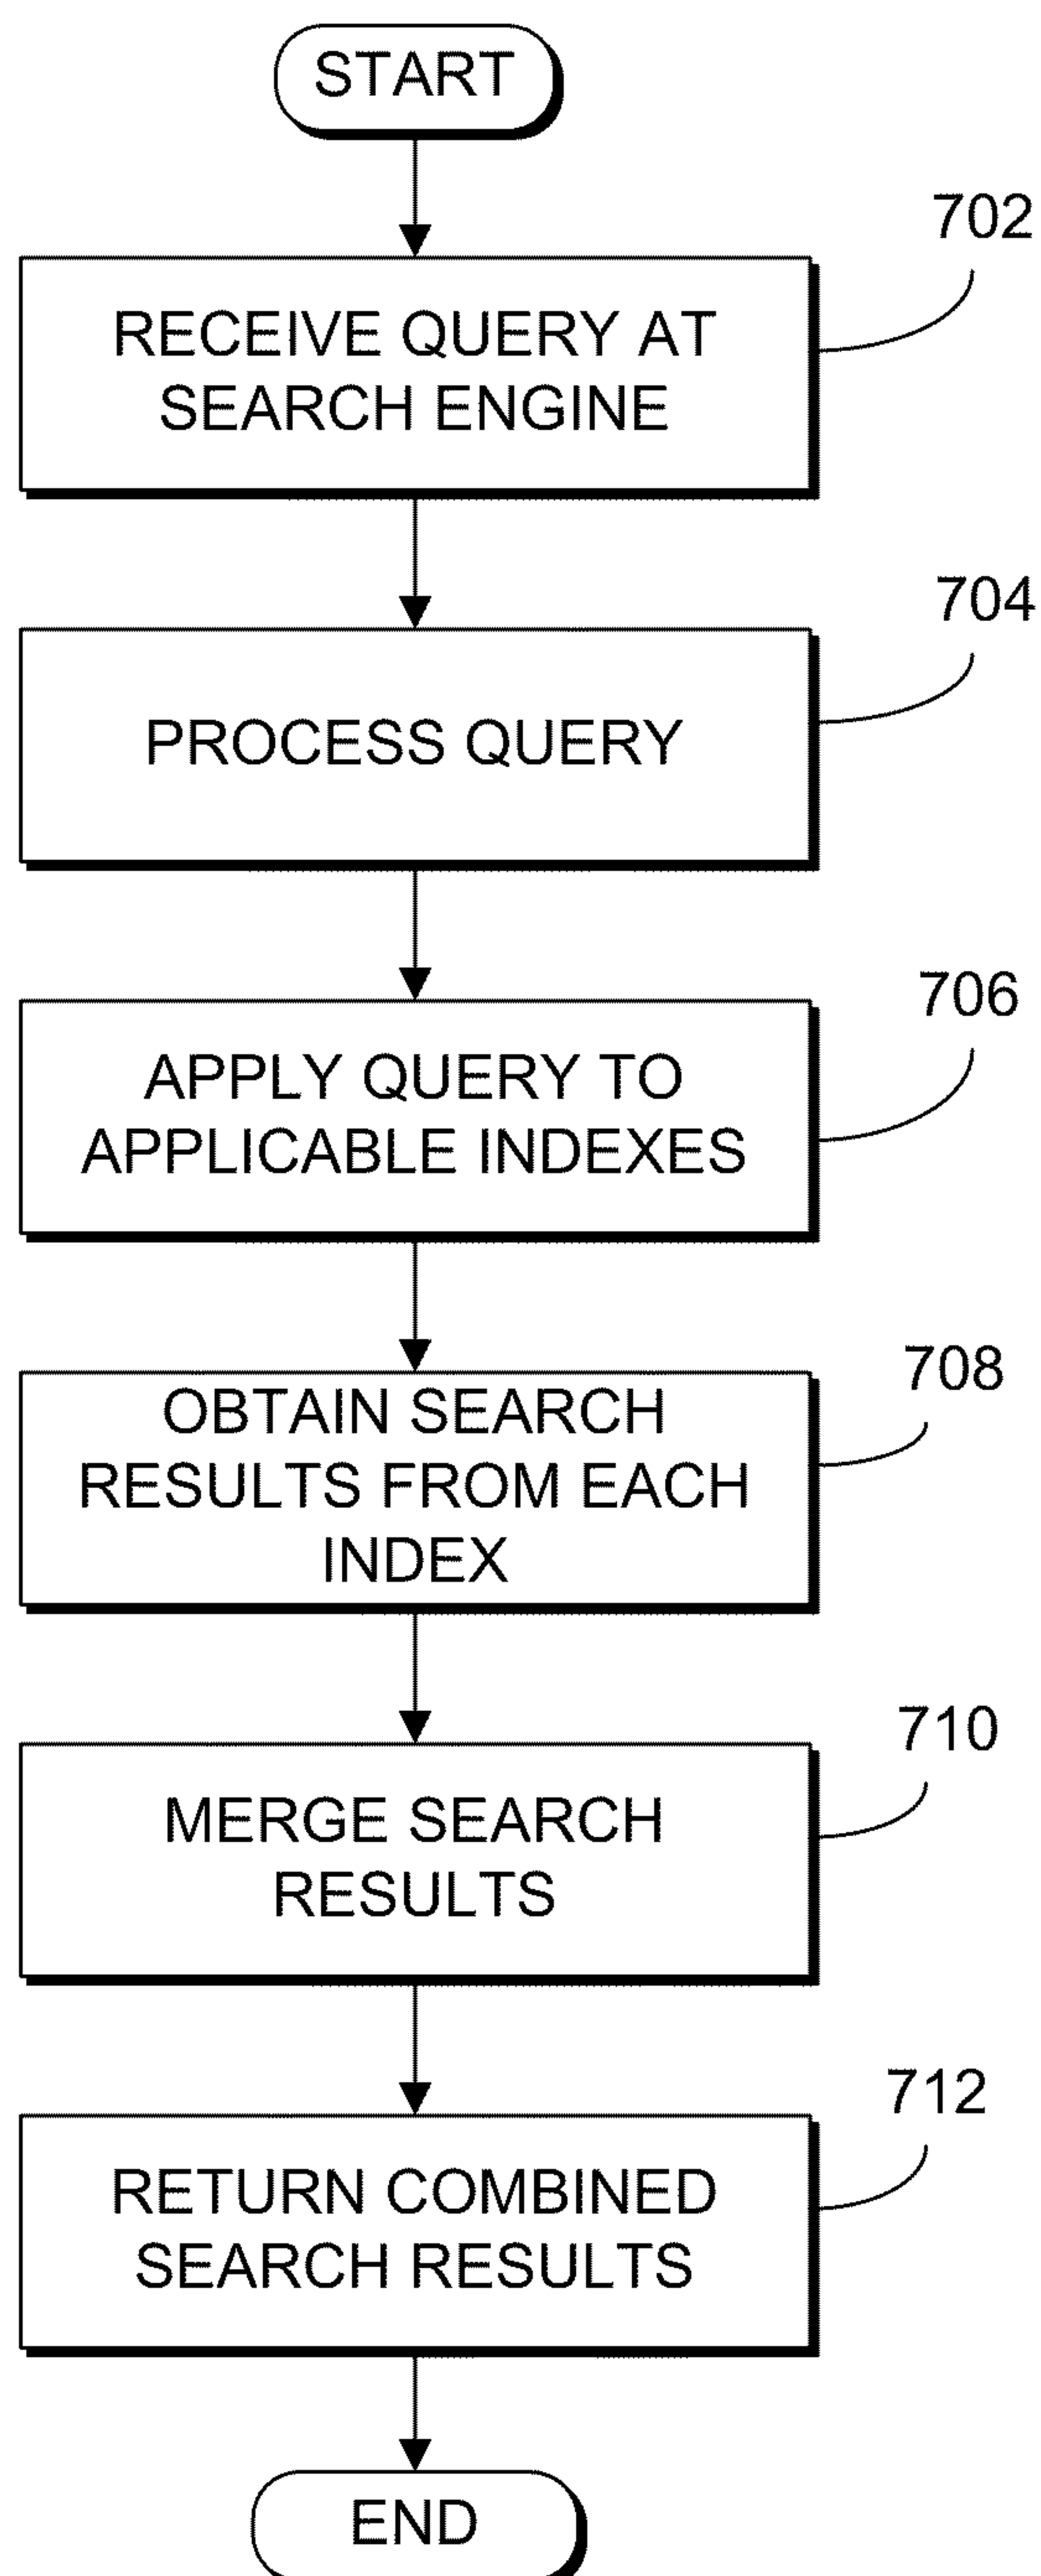 START
702
RECEIVE QUERY AT
SEARCH ENGINE
704
PROCESS QUERY
706
APPLY QUERY TO
APPLICABLE INDEXES
708
OBTAIN SEARCH
RESULTS FROM EACH
INDEX
710
MERGE SEARCH
RESULTS
712
RETURN COMBINED
SEARCH RESULTS
END